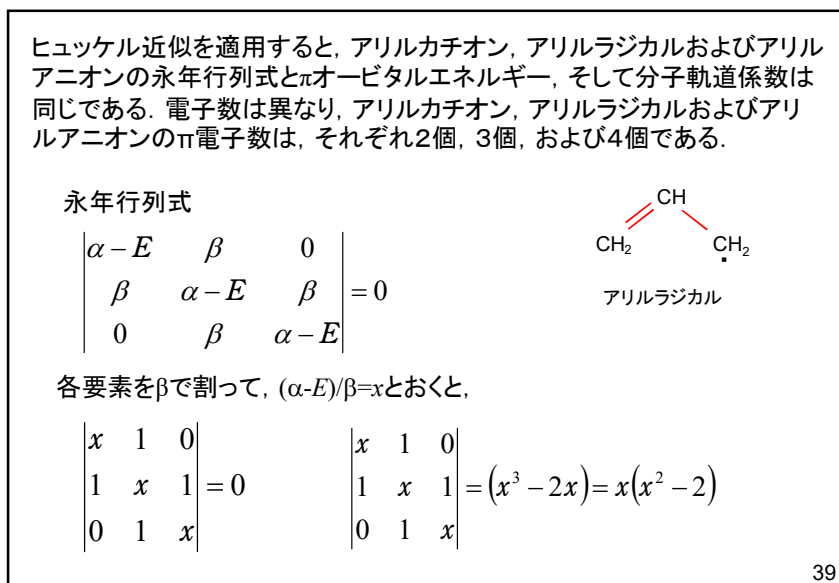 ヒュッケル近似を適用すると, アリルカチオン, アリルラジカルおよびアリル
アニオンの永年行列式とπオービタルエネルギー, そして分子軌道係数は
同じである. 電子数は異なり, アリルカチオン, アリルラジカルおよびアリ
ルアニオンのπ電子数は, それぞれ2個, 3個, および4個である.
永年行列式
|α − E  β  0|
|β  α − E  β| = 0
|0  β  α − E|
CH
CH₂ CH₂
·
アリルラジカル
各要素をβで割って, (α-E)/β=xとおくと,
|x 1 0|
|1 x 1| = 0
|0 1 x|
|x 1 0|
|1 x 1| = (x³ − 2x) = x(x² − 2)
|0 1 x|
39